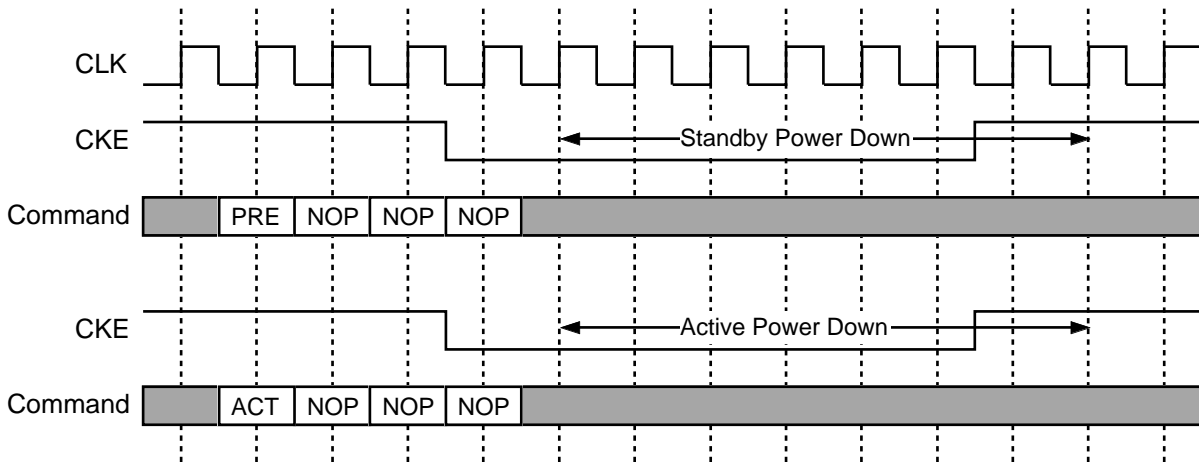 CLK
CKE
Standby Power Down
Command PRE NOP NOP NOP
CKE
Active Power Down
Command ACT NOP NOP NOP